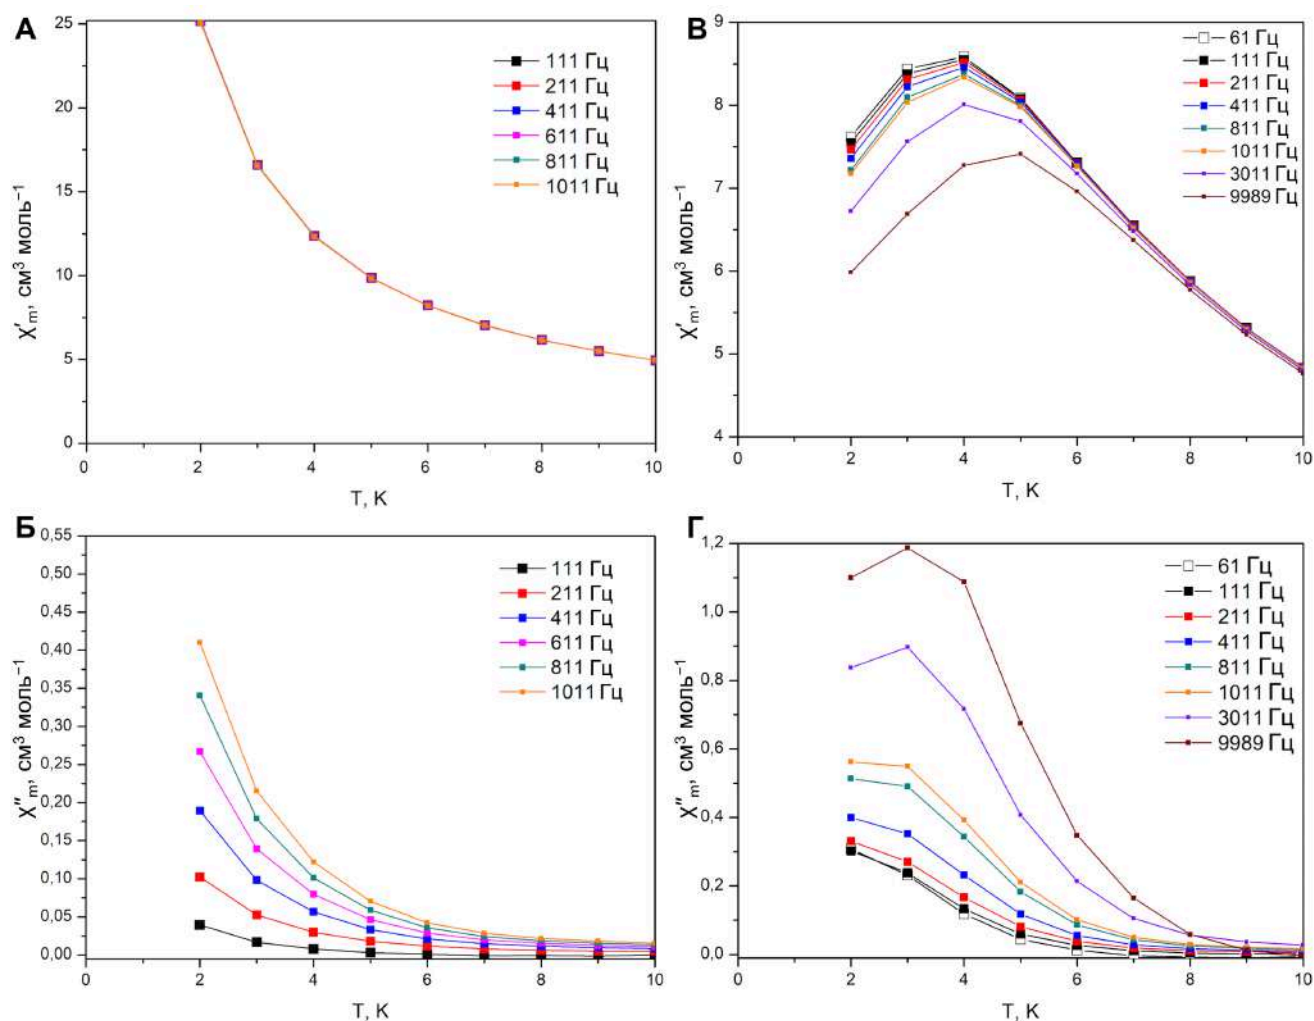 А
25
20
15
10
5
0
0
2
4
6
8
10
χ′ₘ, см³ моль⁻¹
T, K
111 Гц
211 Гц
411 Гц
611 Гц
811 Гц
1011 Гц
В
9
8
7
6
5
4
0
2
4
6
8
10
χ′ₘ, см³ моль⁻¹
T, K
61 Гц
111 Гц
211 Гц
411 Гц
811 Гц
1011 Гц
3011 Гц
9989 Гц
Б
0,55
0,50
0,45
0,40
0,35
0,30
0,25
0,20
0,15
0,10
0,05
0,00
0
2
4
6
8
10
χ″ₘ, см³ моль⁻¹
T, K
111 Гц
211 Гц
411 Гц
611 Гц
811 Гц
1011 Гц
Г
1,2
1,0
0,8
0,6
0,4
0,2
0,0
0
2
4
6
8
10
χ″ₘ, см³ моль⁻¹
T, K
61 Гц
111 Гц
211 Гц
411 Гц
811 Гц
1011 Гц
3011 Гц
9989 Гц